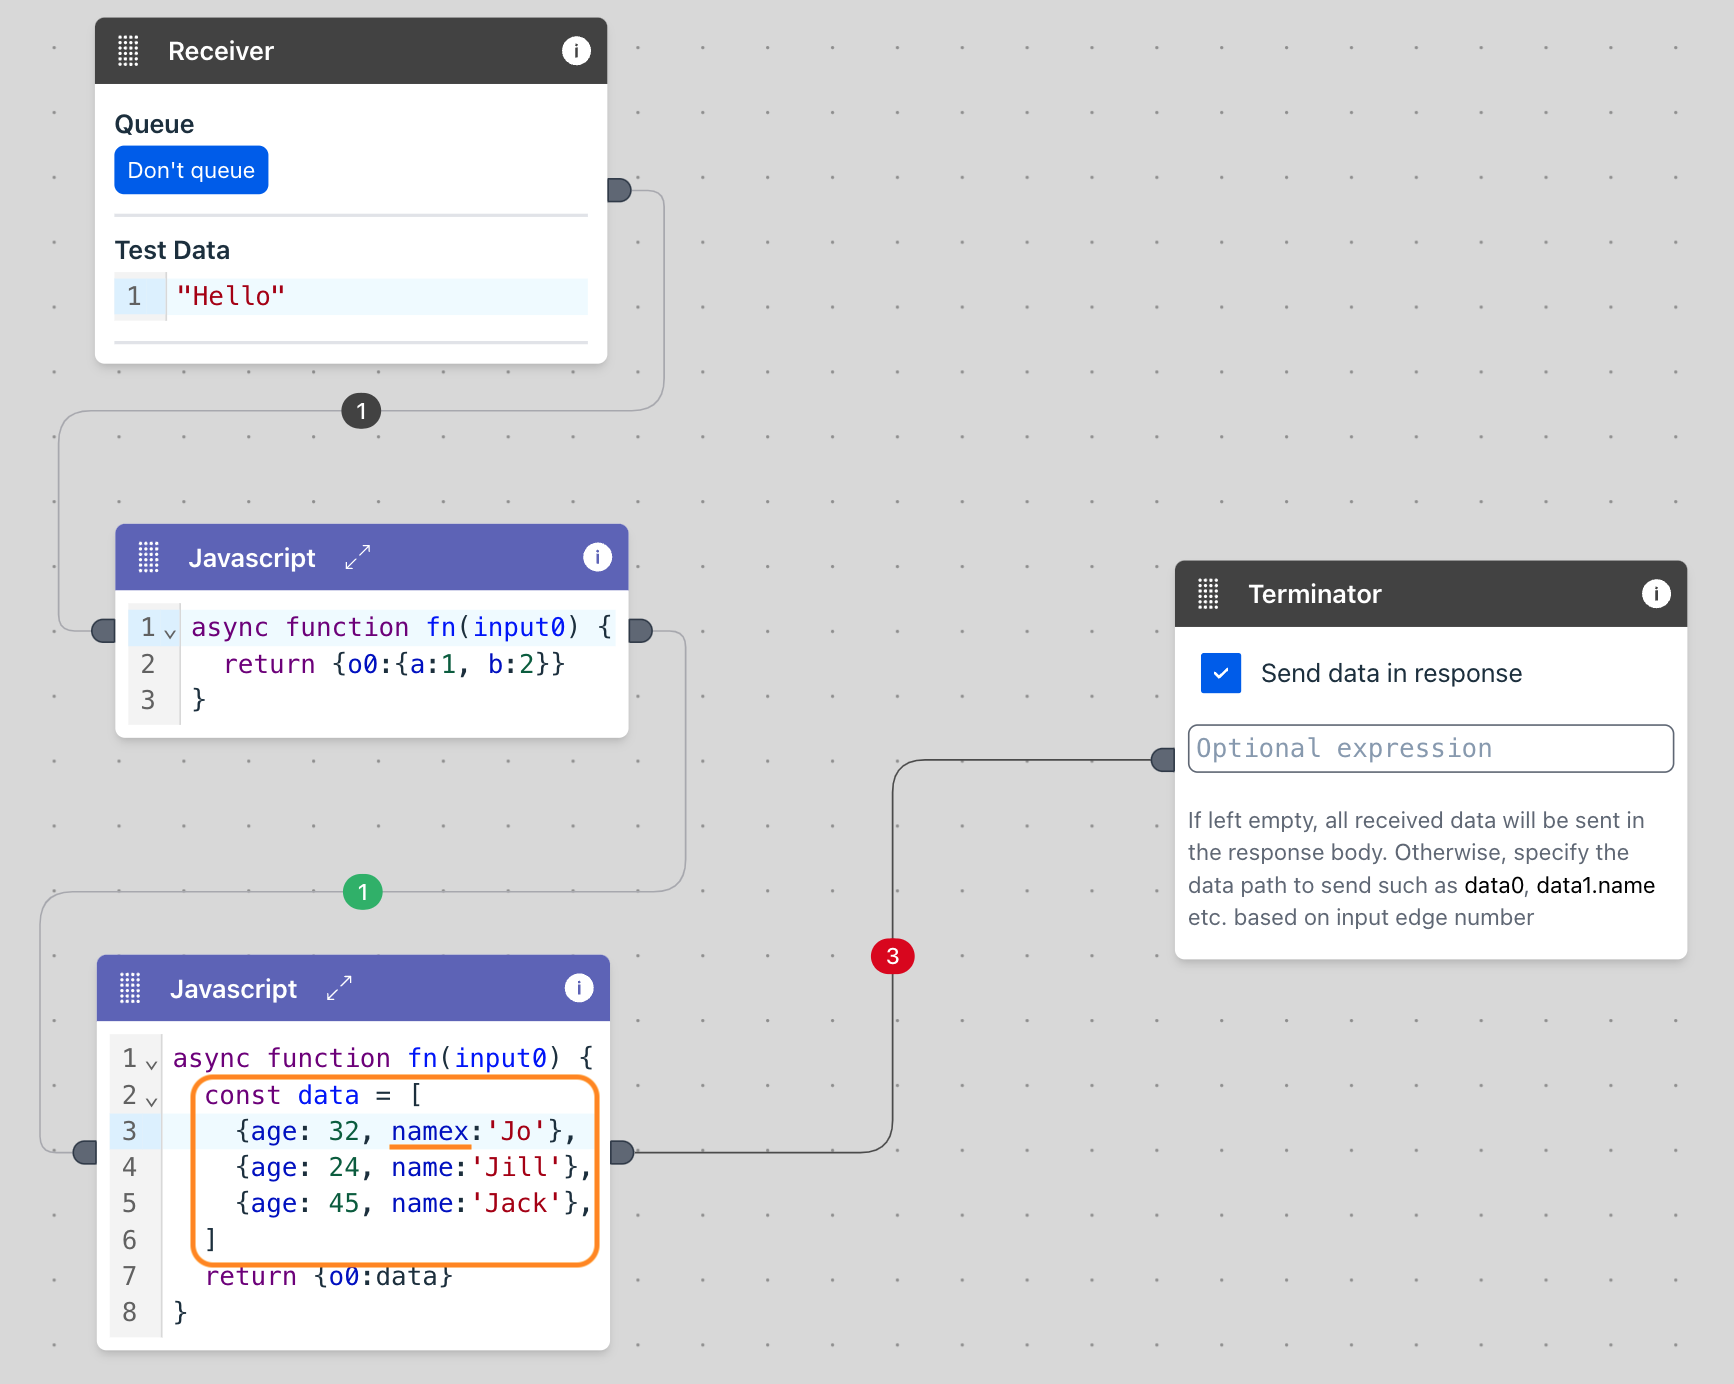 Receiver
i
Queue
Don't queue
Test Data
1 "Hello"
1
Javascript
i
1 async function fn(input0) {
2 return {o0:{a:1, b:2}}
3 }
1
Javascript
i
1 async function fn(input0) {
2 const data = [
3 {age: 32, namex:'Jo'},
4 {age: 24, name:'Jill'},
5 {age: 45, name:'Jack'},
6 ]
7 return {o0:data}
8 }
3
Terminator
i
Send data in response
Optional expression
If left empty, all received data will be sent in
the response body. Otherwise, specify the
data path to send such as data0, data1.name
etc. based on input edge number